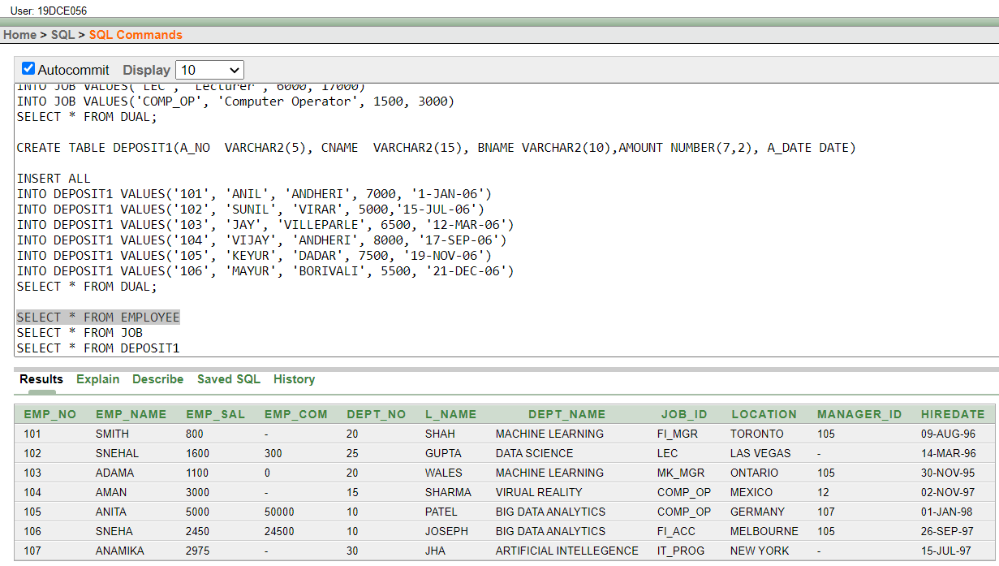 User: 19DCE056
Home > SQL > SQL Commands
Autocommit Display 10
INTO JOB VALUES('LEC', 'Lecturer', 6000, 17000)
INTO JOB VALUES('COMP_OP', 'Computer Operator', 1500, 3000)
SELECT * FROM DUAL;
CREATE TABLE DEPOSIT1(A_NO  VARCHAR2(5), CNAME  VARCHAR2(15), BNAME VARCHAR2(10),AMOUNT NUMBER(7,2), A_DATE DATE)
INSERT ALL
INTO DEPOSIT1 VALUES('101', 'ANIL', 'ANDHERI', 7000, '1-JAN-06')
INTO DEPOSIT1 VALUES('102', 'SUNIL', 'VIRAR', 5000,'15-JUL-06')
INTO DEPOSIT1 VALUES('103', 'JAY', 'VILLEPARLE', 6500, '12-MAR-06')
INTO DEPOSIT1 VALUES('104', 'VIJAY', 'ANDHERI', 8000, '17-SEP-06')
INTO DEPOSIT1 VALUES('105', 'KEYUR', 'DADAR', 7500, '19-NOV-06')
INTO DEPOSIT1 VALUES('106', 'MAYUR', 'BORIVALI', 5500, '21-DEC-06')
SELECT * FROM DUAL;
SELECT * FROM EMPLOYEE
SELECT * FROM JOB
SELECT * FROM DEPOSIT1
Results Explain Describe Saved SQL History
EMP_NO EMP_NAME EMP_SAL EMP_COM DEPT_NO L_NAME DEPT_NAME JOB_ID LOCATION MANAGER_ID HIREDATE
101 SMITH 800 - 20 SHAH MACHINE LEARNING FI_MGR TORONTO 105 09-AUG-96
102 SNEHAL 1600 300 25 GUPTA DATA SCIENCE LEC LAS VEGAS - 14-MAR-96
103 ADAMA 1100 0 20 WALES MACHINE LEARNING MK_MGR ONTARIO 105 30-NOV-95
104 AMAN 3000 - 15 SHARMA VIRUAL REALITY COMP_OP MEXICO 12 02-NOV-97
105 ANITA 5000 50000 10 PATEL BIG DATA ANALYTICS COMP_OP GERMANY 107 01-JAN-98
106 SNEHA 2450 24500 10 JOSEPH BIG DATA ANALYTICS FI_ACC MELBOURNE 105 26-SEP-97
107 ANAMIKA 2975 - 30 JHA ARTIFICIAL INTELLEGENCE IT_PROG NEW YORK - 15-JUL-97